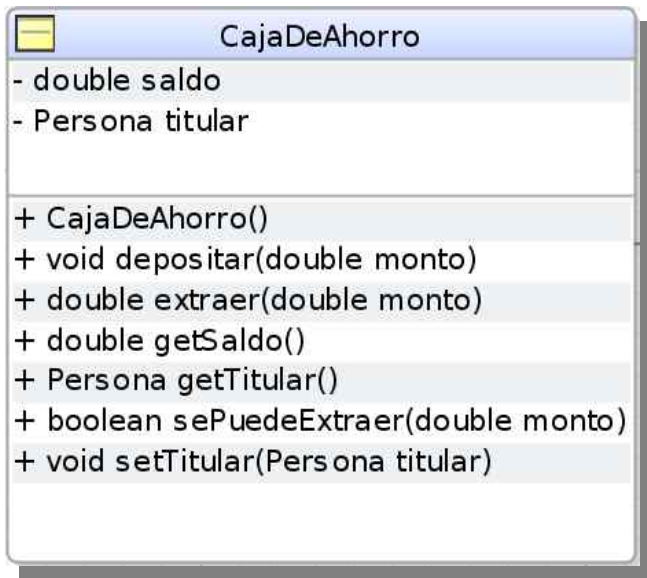 CajaDeAhorro
- double saldo
- Persona titular
+ CajaDeAhorro()
+ void depositar(double monto)
+ double extraer(double monto)
+ double getSaldo()
+ Persona getTitular()
+ boolean sePuedeExtraer(double monto)
+ void setTitular(Persona titular)